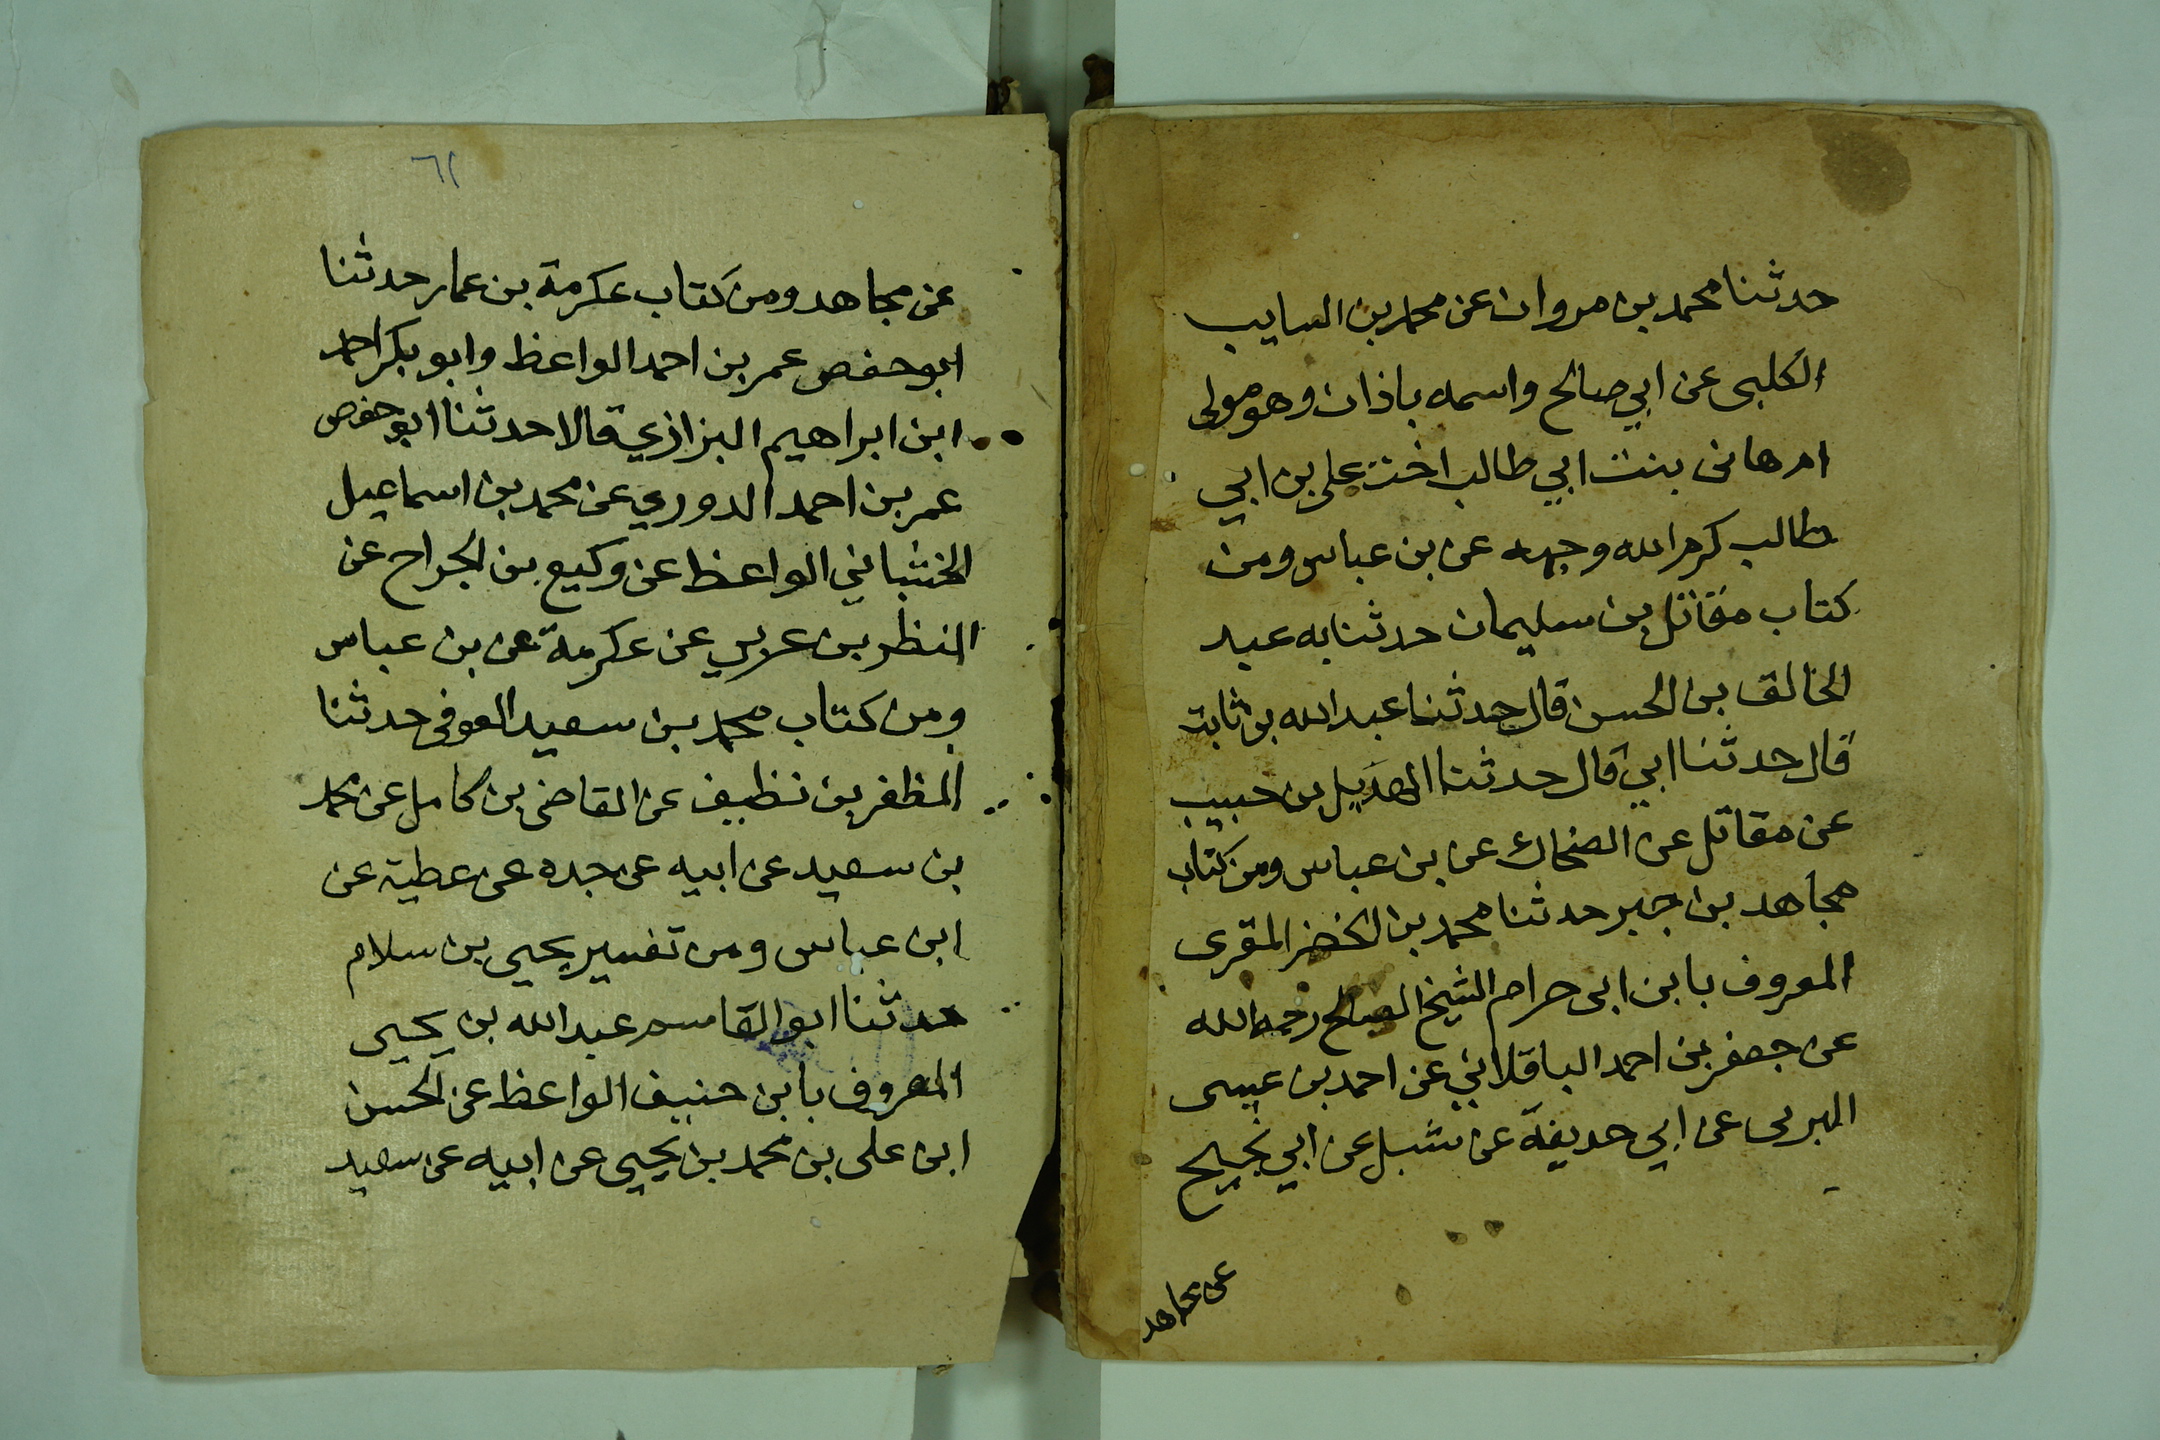 حدثنا محمد بن مروان عن محمد بن السايب
الكلبى عن ابي صالح واسمه باذان وهو مولى
ام هانى بنت ابي طالب اخت علي بن ابي
طالب كرم الله وجهه عن بن عباس ومن
كتاب مقاتل بن سليمان حدثنا به عبد
الخالق بن الحسن قال حدثنا عبد الله بن ثابت
قال حدثنا ابي قال حدثنا الهذيل بن حبيب
عن مقاتل عن الضحاك عن بن عباس ومن كتاب
مجاهد بن جبر حدثنا محمد بن الخضر المقرى
المعروف بابن ابى حرام الشيخ الصالح رحمه الله
عن جعفر بن احمد الباقلاني عن احمد بن عيسى
البرىى عن ابي حديفة عن شبل عن ابي نجيح
عن مجاهد
٦٢
عن مجاهد ومن كتاب عكرمة بن عمار حدثنا
ابو حفص عمر بن احمد الواعظ وابو بكر احمد
ابن ابراهيم البزازي قالا حدثنا ابو حفص
عمر بن احمد الدوري عن محمد بن اسماعيل
الواعظ عن وكيع بن الجراح عن
النظر بن عربي عن عكرمة عن بن عباس
ومن كتاب محمد بن سعيد العوفى حدثنا
المظفر بن نظيف عن القاضى بن كامل عن محمد
بن سعيد عن ابيه عن جده عن عطية عن
ابن عباس ومن تفسير يحيى بن سلام
حدثنا ابو القاسم عبد الله بن يحيى
المعروف بابن حنيف الواعظ عن الحسن
ابن على بن محمد بن يحيى عن ابيه عن سعيد